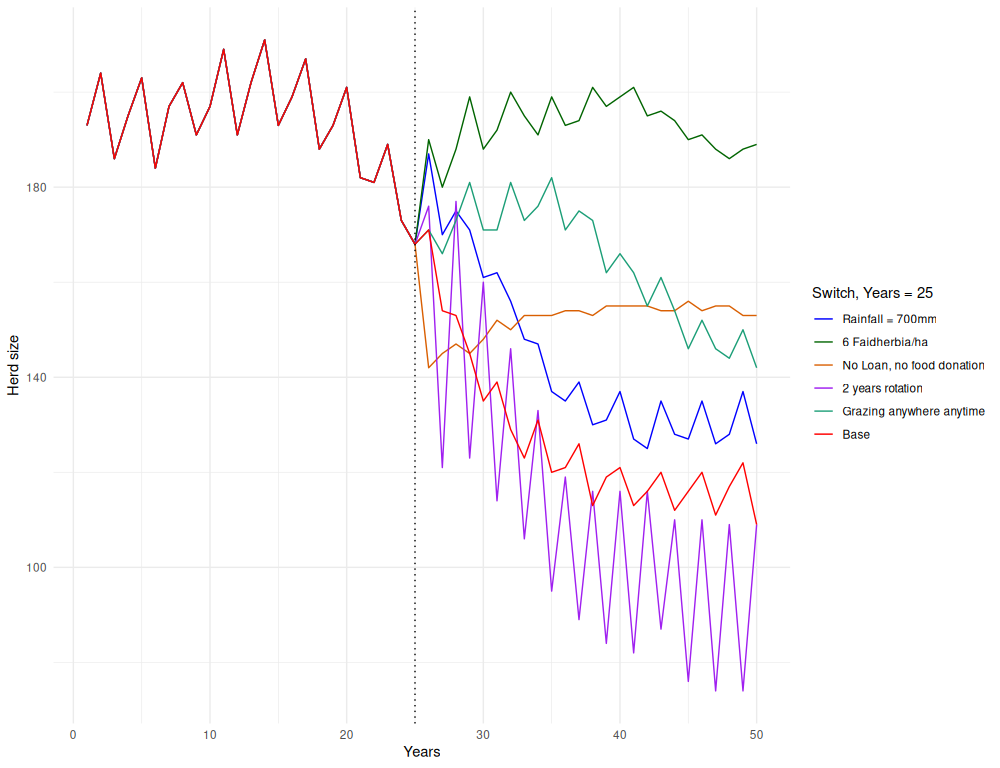 180
140
100
Herd size
0
10
20
30
40
50
Years
Switch, Years = 25
Rainfall = 700mm
6 Faidherbia/ha
No Loan, no food donation
2 years rotation
Grazing anywhere anytime
Base